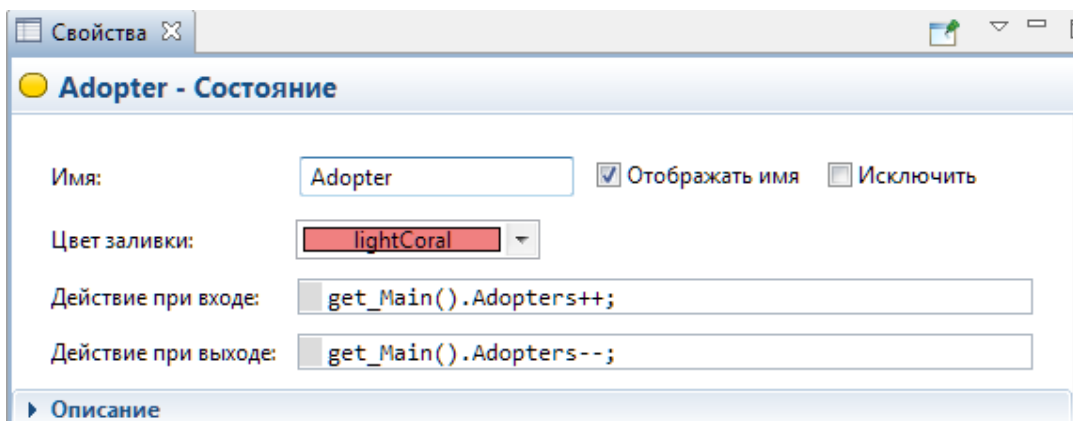 Свойства
Adopter - Состояние
Имя: Adopter Отображать имя Исключить
Цвет заливки: lightCoral
Действие при входе: get_Main().Adopters++;
Действие при выходе: get_Main().Adopters--;
Описание